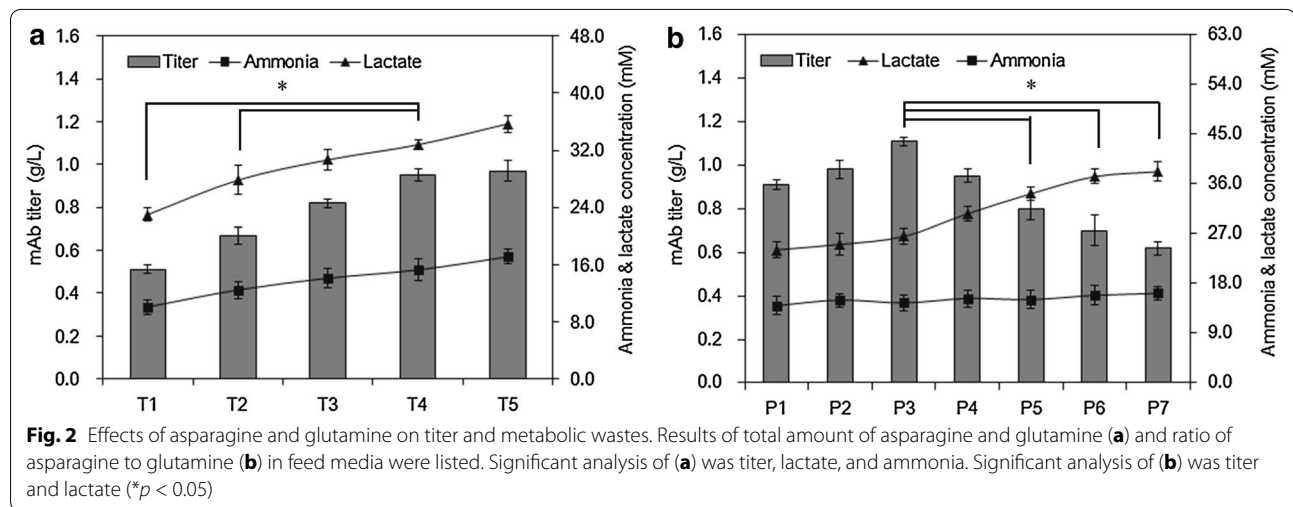 a
1.6
1.4
1.2
1.0
0.8
0.6
0.4
0.2
0.0
mAb titer (g/L)
Titer Ammonia Lactate
*
48.0
40.0
32.0
24.0
16.0
8.0
0.0
Ammonia & lactate concentration (mM)
T1 T2 T3 T4 T5
b
1.6
1.4
1.2
1.0
0.8
0.6
0.4
0.2
0.0
mAb titer (g/L)
Titer Lactate Ammonia
*
63.0
54.0
45.0
36.0
27.0
18.0
9.0
0.0
Ammonia & lactate concentration (mM)
P1 P2 P3 P4 P5 P6 P7
Fig. 2 Effects of asparagine and glutamine on titer and metabolic wastes. Results of total amount of asparagine and glutamine (a) and ratio of
asparagine to glutamine (b) in feed media were listed. Significant analysis of (a) was titer, lactate, and ammonia. Significant analysis of (b) was titer
and lactate (*p < 0.05)